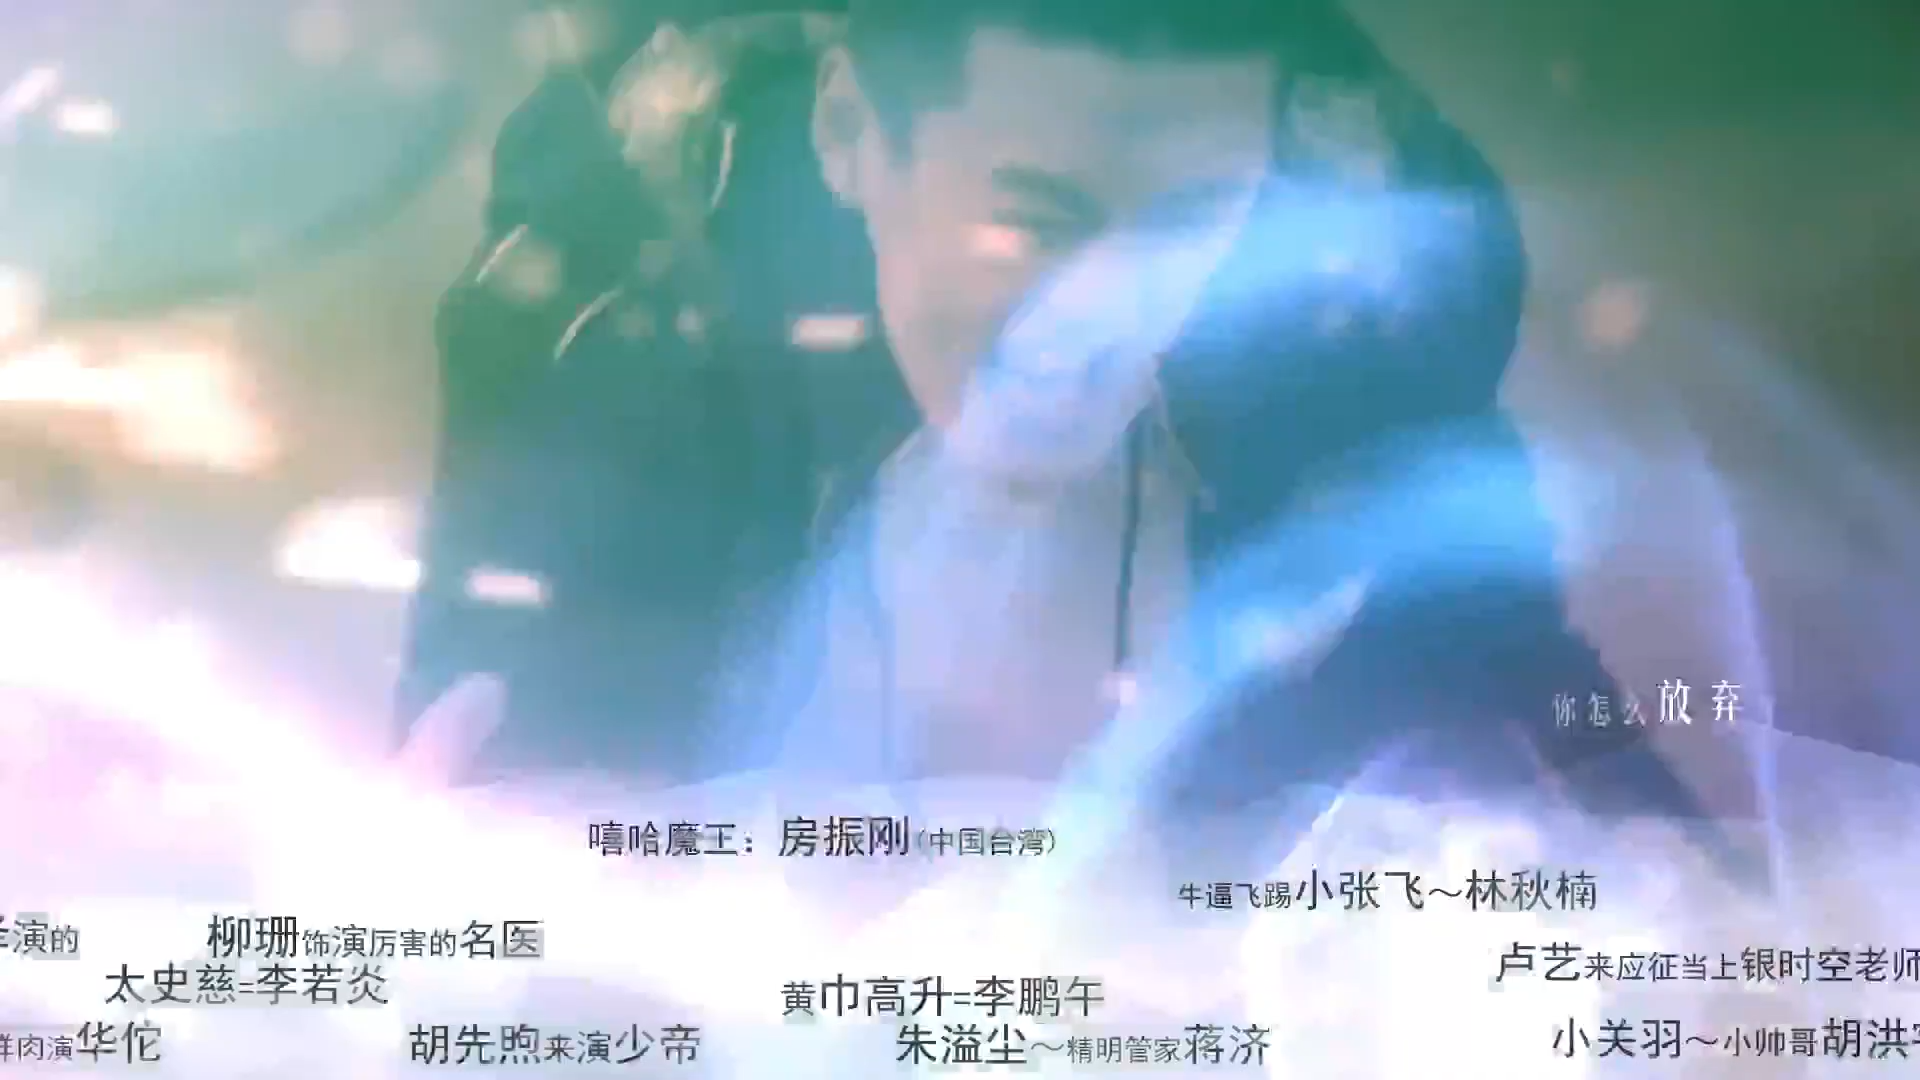 你怎么放弃
嘻哈魔王：房振刚(中国台湾)
牛逼飞踢小张飞～林秋楠
演的
柳珊饰演厉害的名医
卢艺来应征当上银时空老师
太史慈=李若炎
黄巾高升=李鹏午
鲜肉演华佗
胡先煦来演少帝
朱溢尘～精明管家蒋济
小关羽～小帅哥胡洪